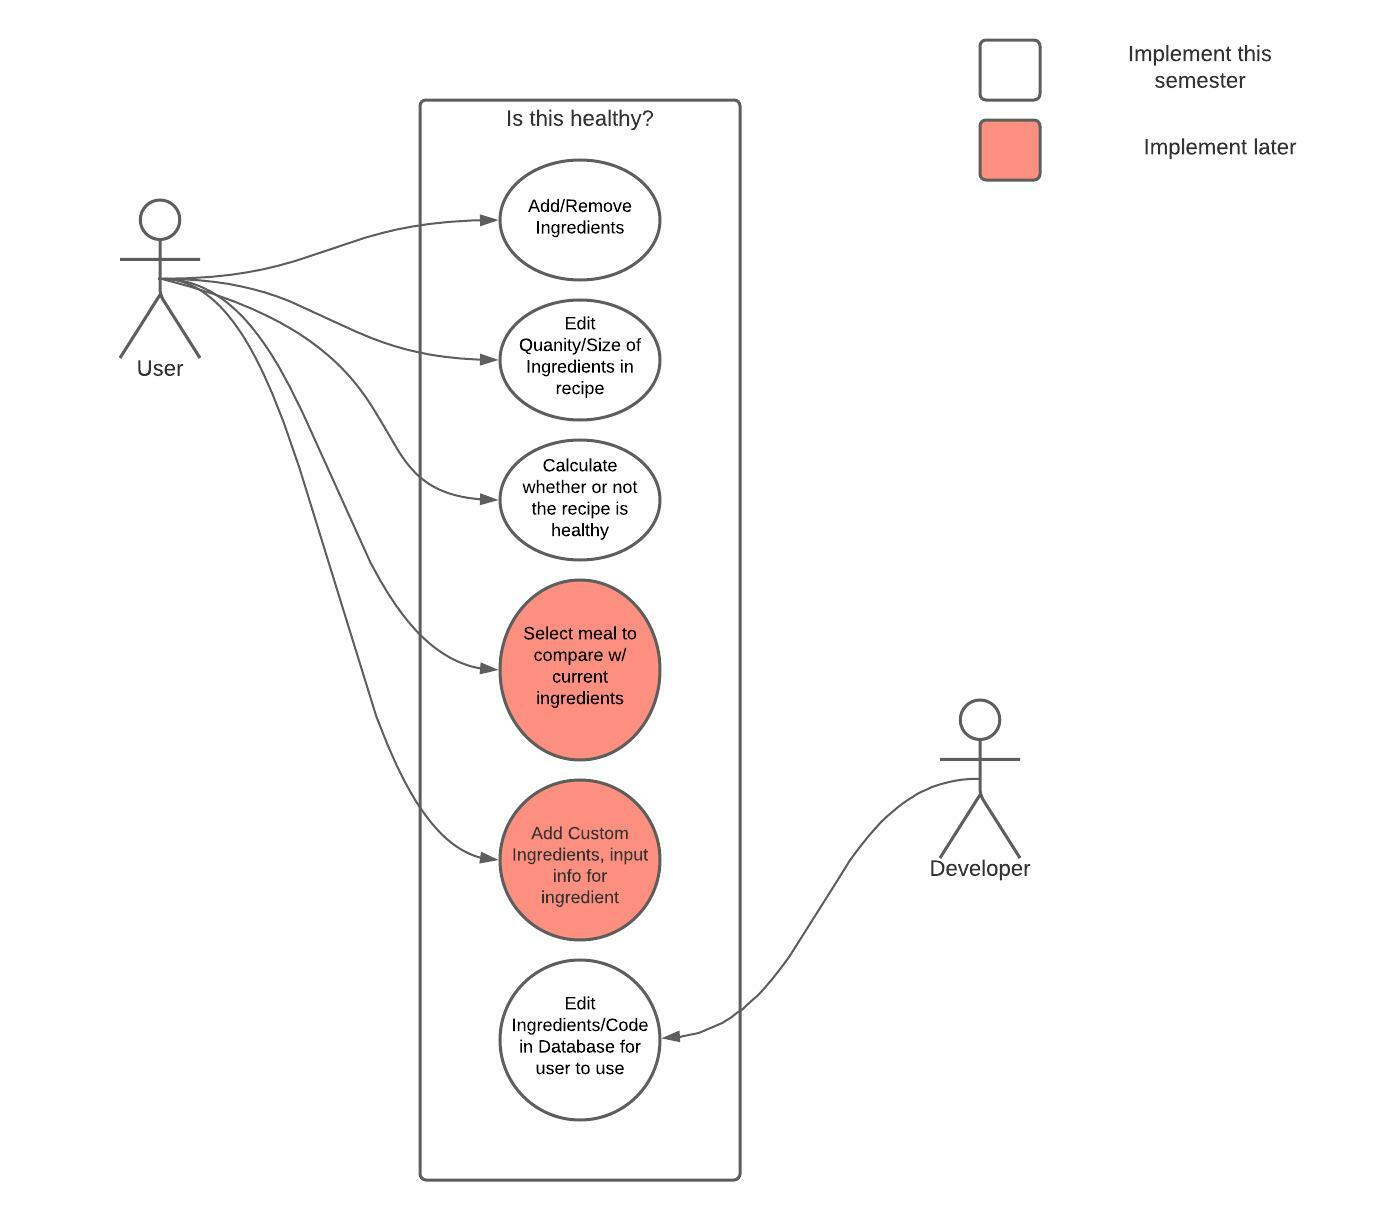 Implement this
semester
Implement later
Is this healthy?
Add/Remove
Ingredients
User
Edit
Quanity/Size of
Ingredients in
recipe
Calculate
whether or not
the recipe is
healthy
Select meal to
compare w/
current
ingredients
Add Custom
Ingredients, input
info for
ingredient
Developer
Edit
Ingredients/Code
in Database for
user to use